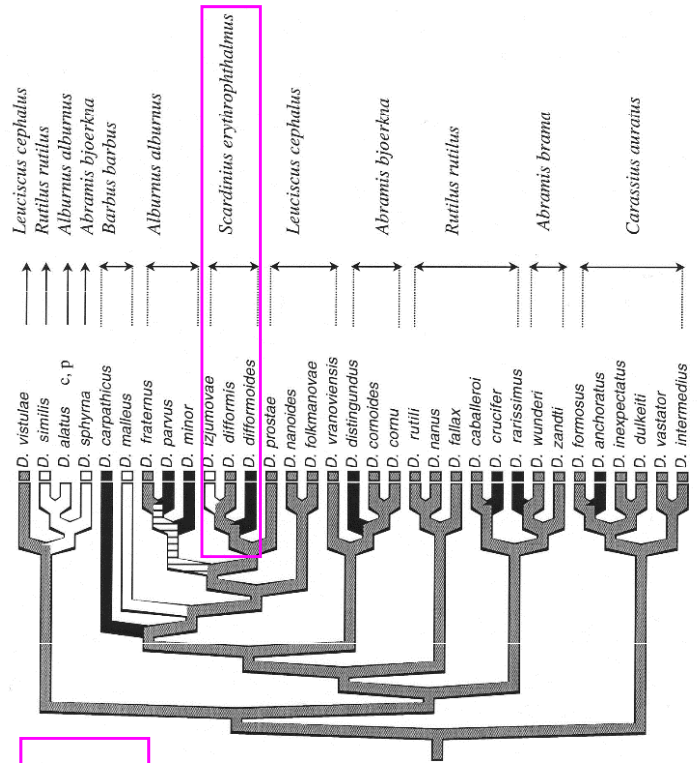 Leuciscus cephalus
Rutilus rutilus
Alburnus alburnus
Abramis bjoerkna
Barbus barbus
Alburnus alburnus
Scardinius erythrophthalmus
Leuciscus cephalus
Abramis bjoerkna
Rutilus rutilus
Abramis brama
Carassius auratus
D. vistulae
D. similis
D. alatus c, p
D. sphyrna
D. carpathicus
D. malleus
D. fraternus
D. parvus
D. minor
D. izjumovae
D. difformis
D. difformoides
D. prostae
D. nanoides
D. folkmanovae
D. vranoviensis
D. distingundus
D. cornoides
D. cornu
D. rutili
D. nanus
D. fallax
D. caballeroi
D. crucifer
D. rarissimus
D. wunderi
D. zandti
D. formosus
D. anchoratus
D. inexpectatus
D. dulkeiti
D. vastator
D. intermedius